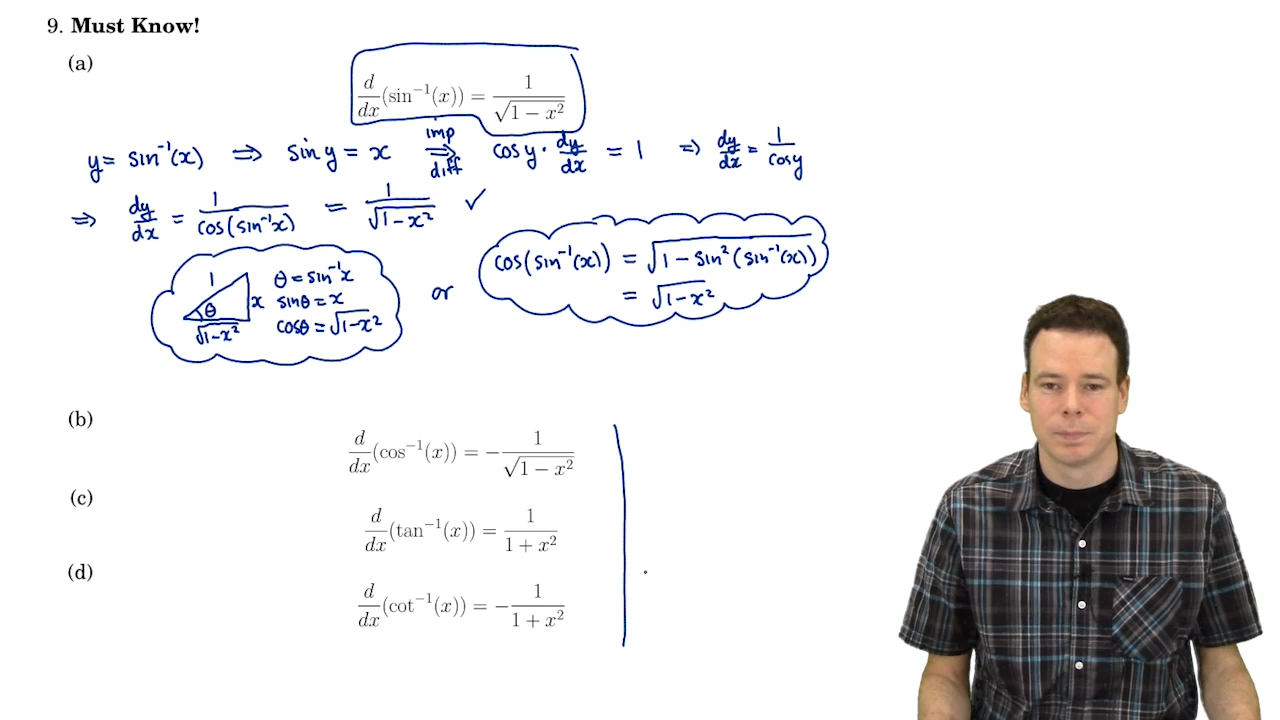 9. Must Know!
(a)
d/dx (sin⁻¹(x)) = 1/√(1 − x²)
y = sin⁻¹(x) ⇒ sin y = x imp ⇒ diff cos y · dy/dx = 1 ⇒ dy/dx = 1/cos y
⇒ dy/dx = 1/cos(sin⁻¹x) = 1/√(1−x²) ✓
1 θ x √(1−x²)
θ = sin⁻¹x
sinθ = x
cosθ = √(1−x²)
or
cos(sin⁻¹(x)) = √(1 − sin²(sin⁻¹(x)))
= √(1−x²)
(b)
d/dx (cos⁻¹(x)) = − 1/√(1 − x²)
(c)
d/dx (tan⁻¹(x)) = 1/(1 + x²)
(d)
d/dx (cot⁻¹(x)) = − 1/(1 + x²)